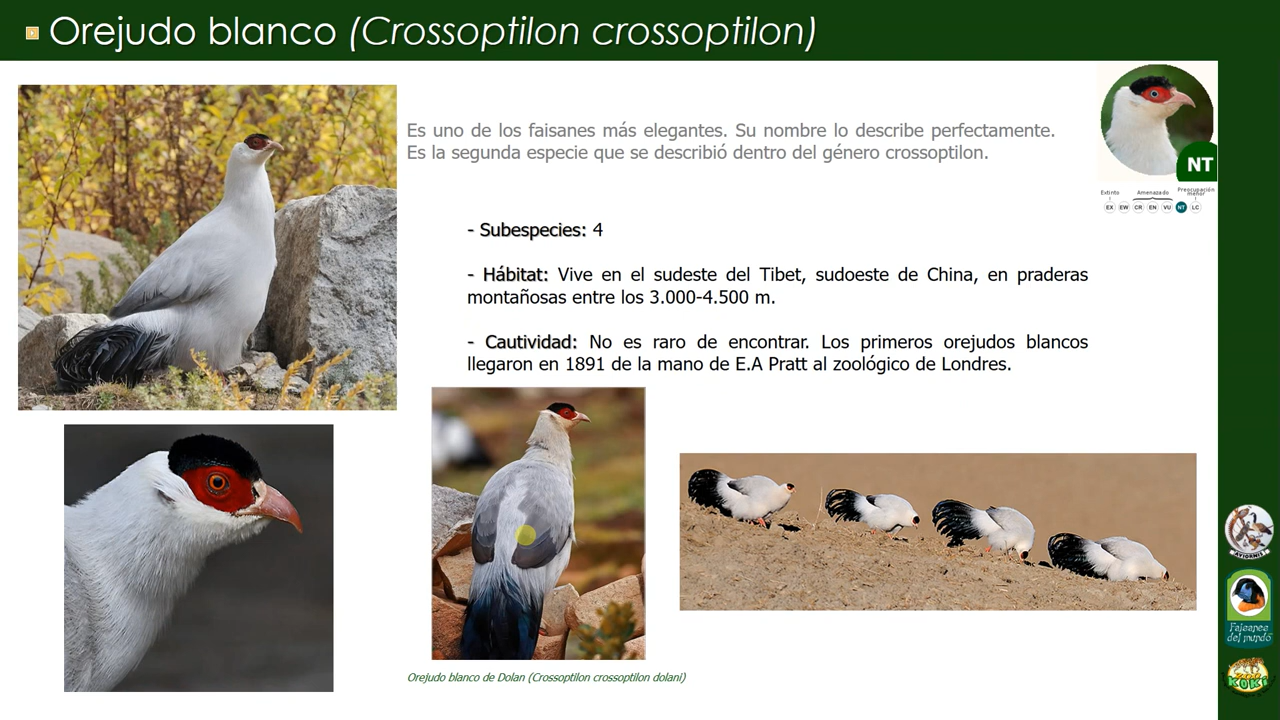 Orejudo blanco (Crossoptilon crossoptilon)
Es uno de los faisanes más elegantes. Su nombre lo describe perfectamente.
Es la segunda especie que se describió dentro del género crossoptilon.
NT
Extinto Amenazado Preocupación menor
EX EW CR EN VU NT LC
- Subespecies: 4
- Hábitat: Vive en el sudeste del Tibet, sudoeste de China, en praderas
montañosas entre los 3.000-4.500 m.
- Cautividad: No es raro de encontrar. Los primeros orejudos blancos
llegaron en 1891 de la mano de E.A Pratt al zoológico de Londres.
Orejudo blanco de Dolan (Crossoptilon crossoptilon dolani)
AVIORNIS
Faisanes
del mundo
ZOO
KOKI